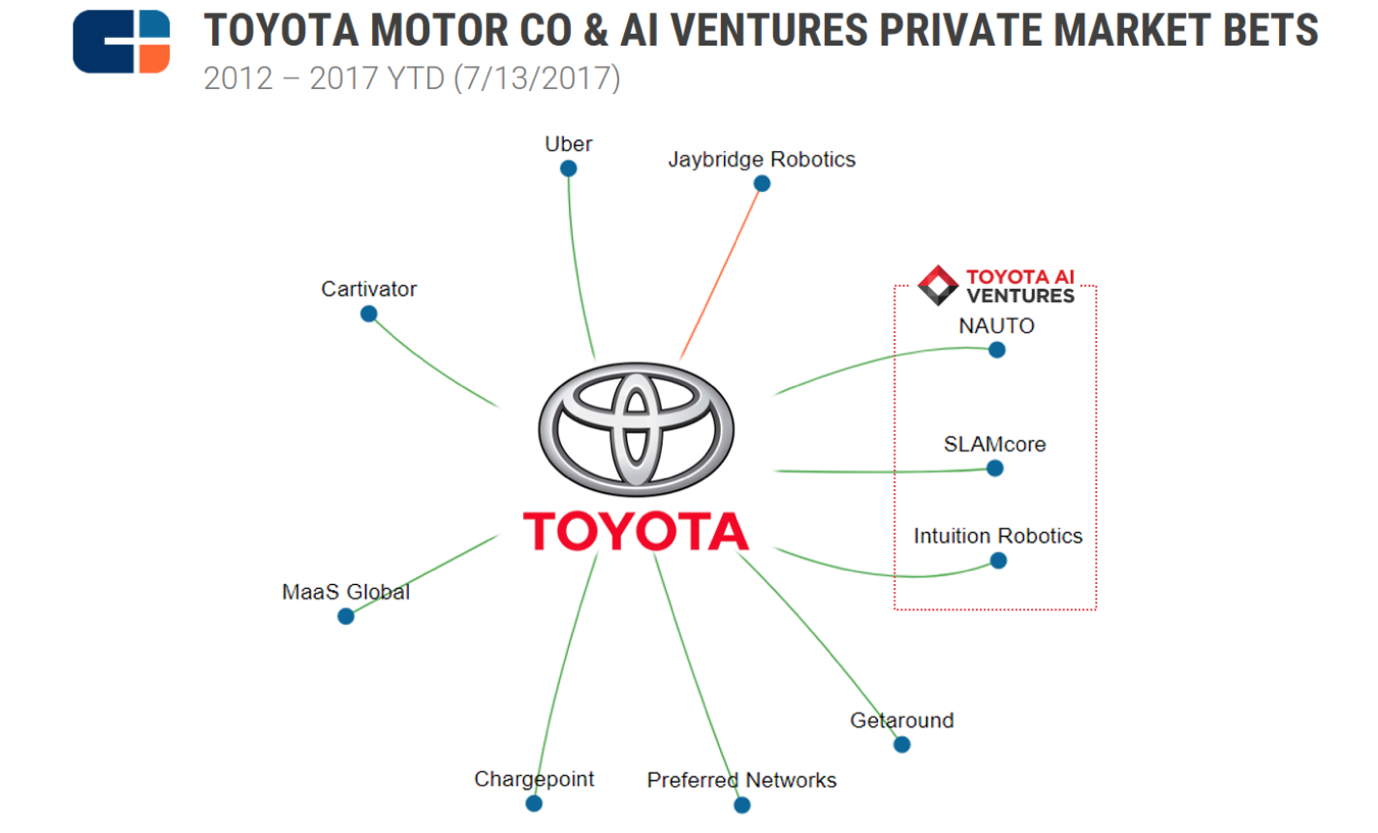 TOYOTA MOTOR CO & AI VENTURES PRIVATE MARKET BETS
2012 – 2017 YTD (7/13/2017)
Uber
Jaybridge Robotics
Cartivator
TOYOTA AI
VENTURES
NAUTO
SLAMcore
TOYOTA
Intuition Robotics
MaaS Global
Getaround
Chargepoint
Preferred Networks